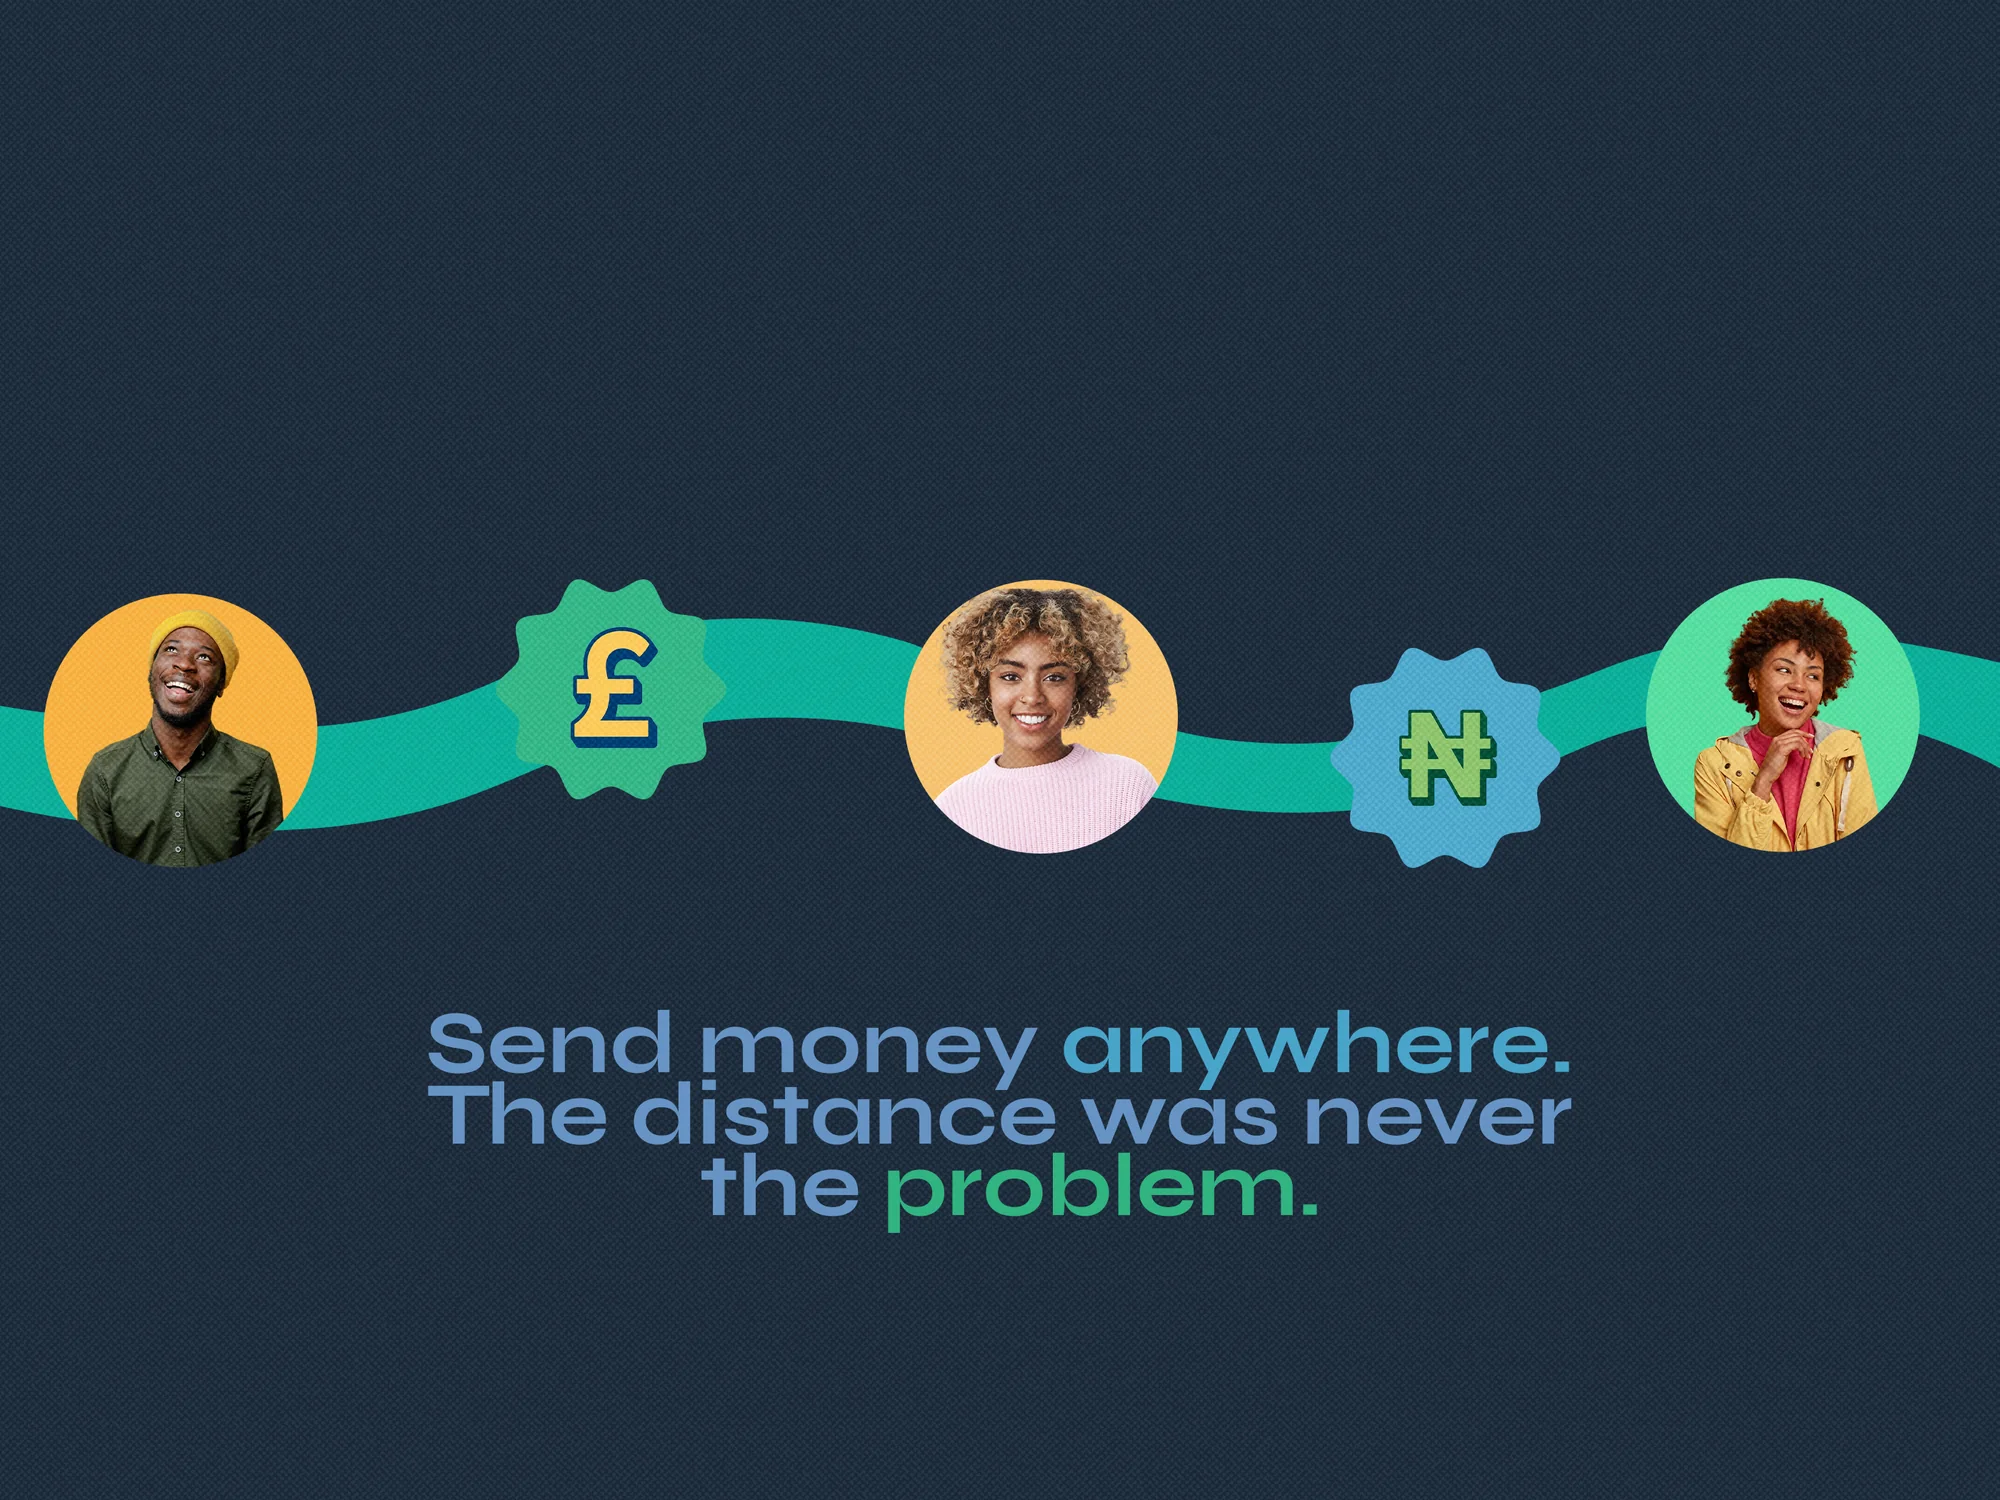 £
₦
Send money anywhere.
The distance was never
the problem.